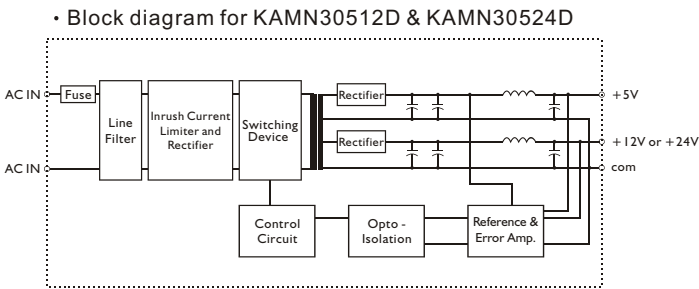 • Block diagram for KAMN30512D & KAMN30524D
AC IN
Fuse
Line
Filter
Inrush Current
Limiter and
Rectifier
Switching
Device
Rectifier
+5V
Rectifier
+12V or +24V
AC IN
com
Control
Circuit
Opto -
Isolation
Reference &
Error Amp.